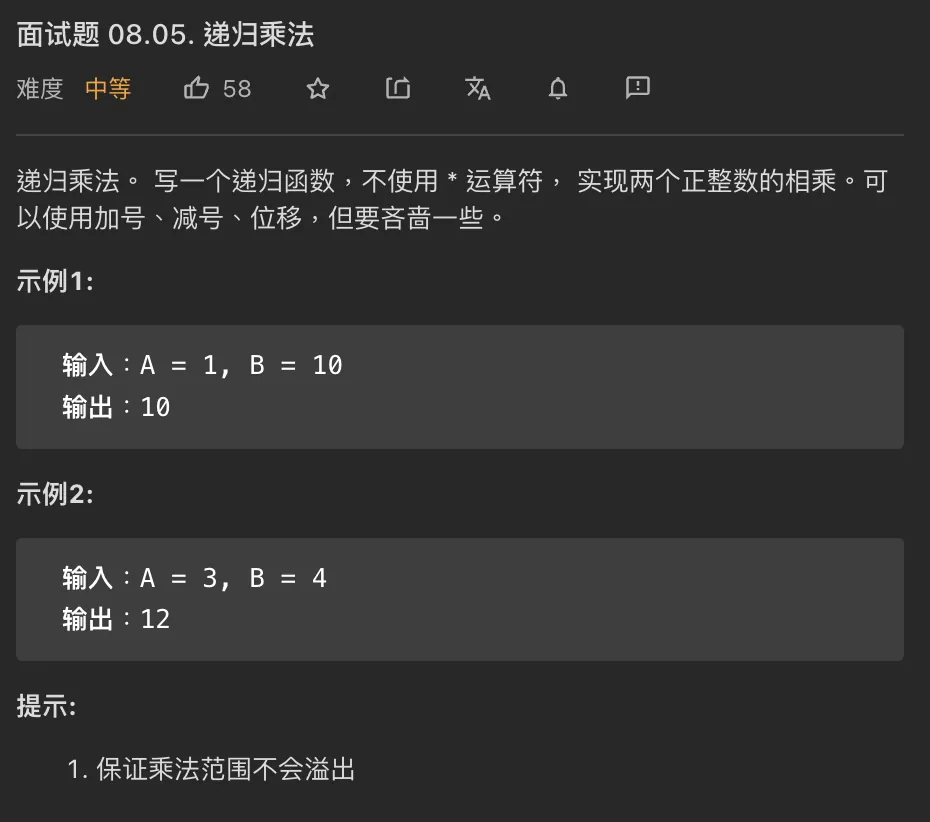 面试题 08.05. 递归乘法
难度 中等 58
递归乘法。 写一个递归函数，不使用 * 运算符， 实现两个正整数的相乘。可
以使用加号、减号、位移，但要吝啬一些。
示例1:
输入：A = 1, B = 10
输出：10
示例2:
输入：A = 3, B = 4
输出：12
提示:
1. 保证乘法范围不会溢出